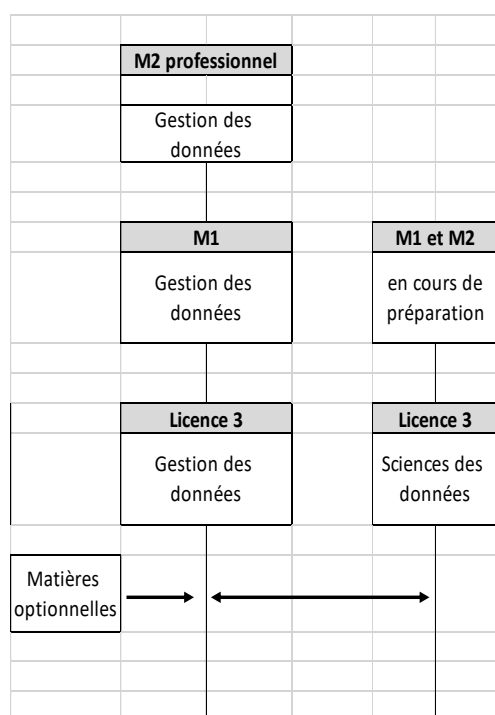 M2 professionnel
Gestion des
données
M1
Gestion des
données
M1 et M2
en cours de
préparation
Licence 3
Gestion des
données
Licence 3
Sciences des
données
Matières
optionnelles